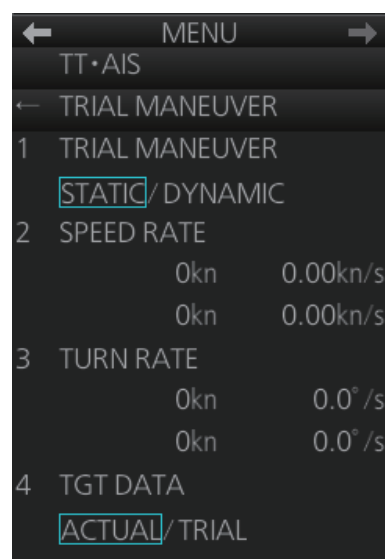 ← MENU →
TT•AIS
← TRIAL MANEUVER
1 TRIAL MANEUVER
STATIC/DYNAMIC
2 SPEED RATE
0kn 0.00kn/s
0kn 0.00kn/s
3 TURN RATE
0kn 0.0°/s
0kn 0.0°/s
4 TGT DATA
ACTUAL/TRIAL